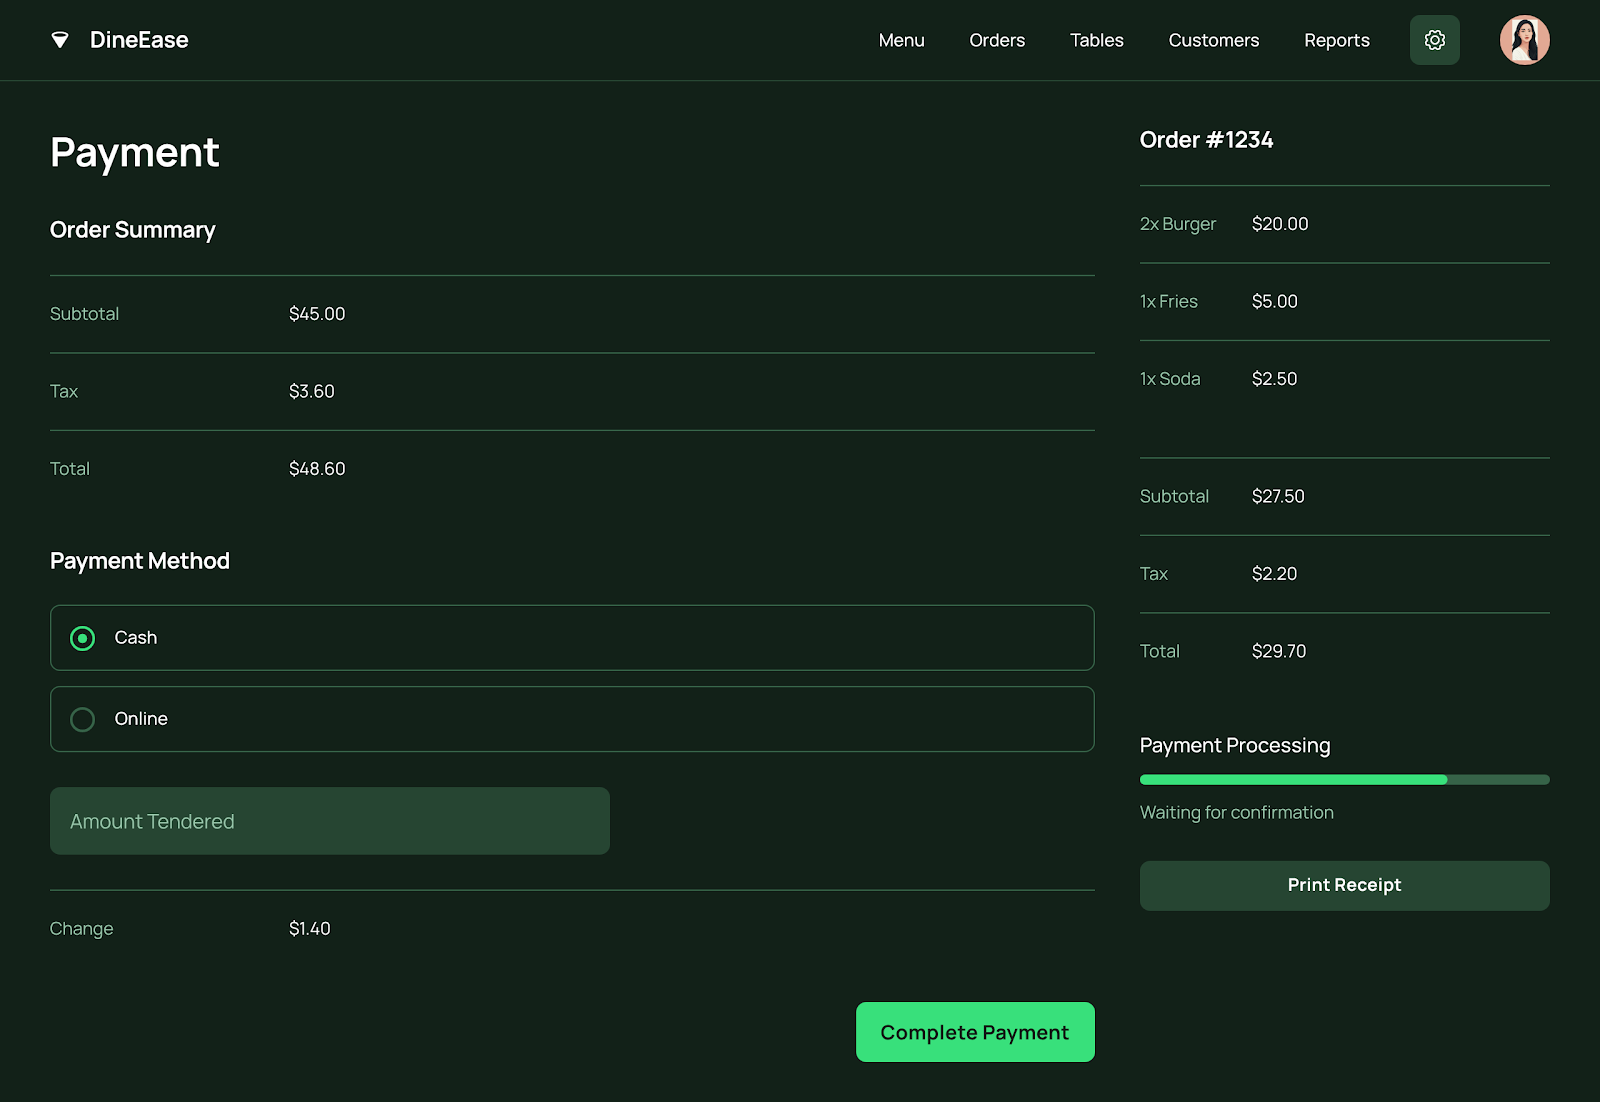 DineEase
Menu Orders Tables Customers Reports
Payment
Order Summary
Subtotal $45.00
Tax $3.60
Total $48.60
Payment Method
Cash
Online
Amount Tendered
Change $1.40
Complete Payment
Order #1234
2x Burger $20.00
1x Fries $5.00
1x Soda $2.50
Subtotal $27.50
Tax $2.20
Total $29.70
Payment Processing
Waiting for confirmation
Print Receipt